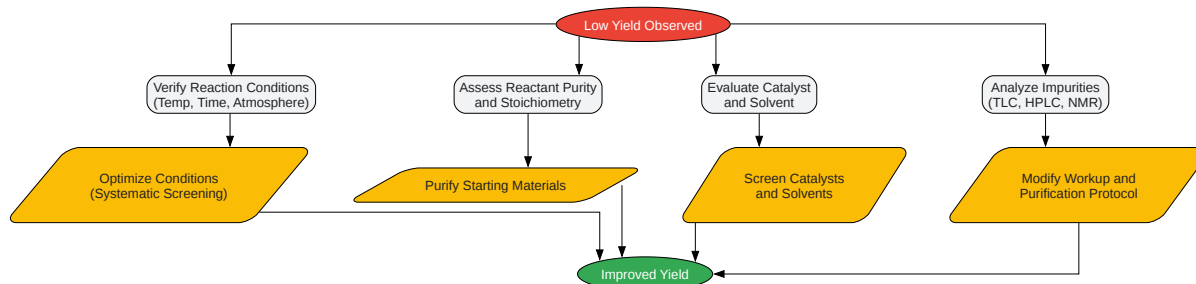 Low Yield Observed
Verify Reaction Conditions
(Temp, Time, Atmosphere)
Assess Reactant Purity
and Stoichiometry
Evaluate Catalyst
and Solvent
Analyze Impurities
(TLC, HPLC, NMR)
Optimize Conditions
(Systematic Screening)
Purify Starting Materials
Screen Catalysts
and Solvents
Modify Workup and
Purification Protocol
Improved Yield